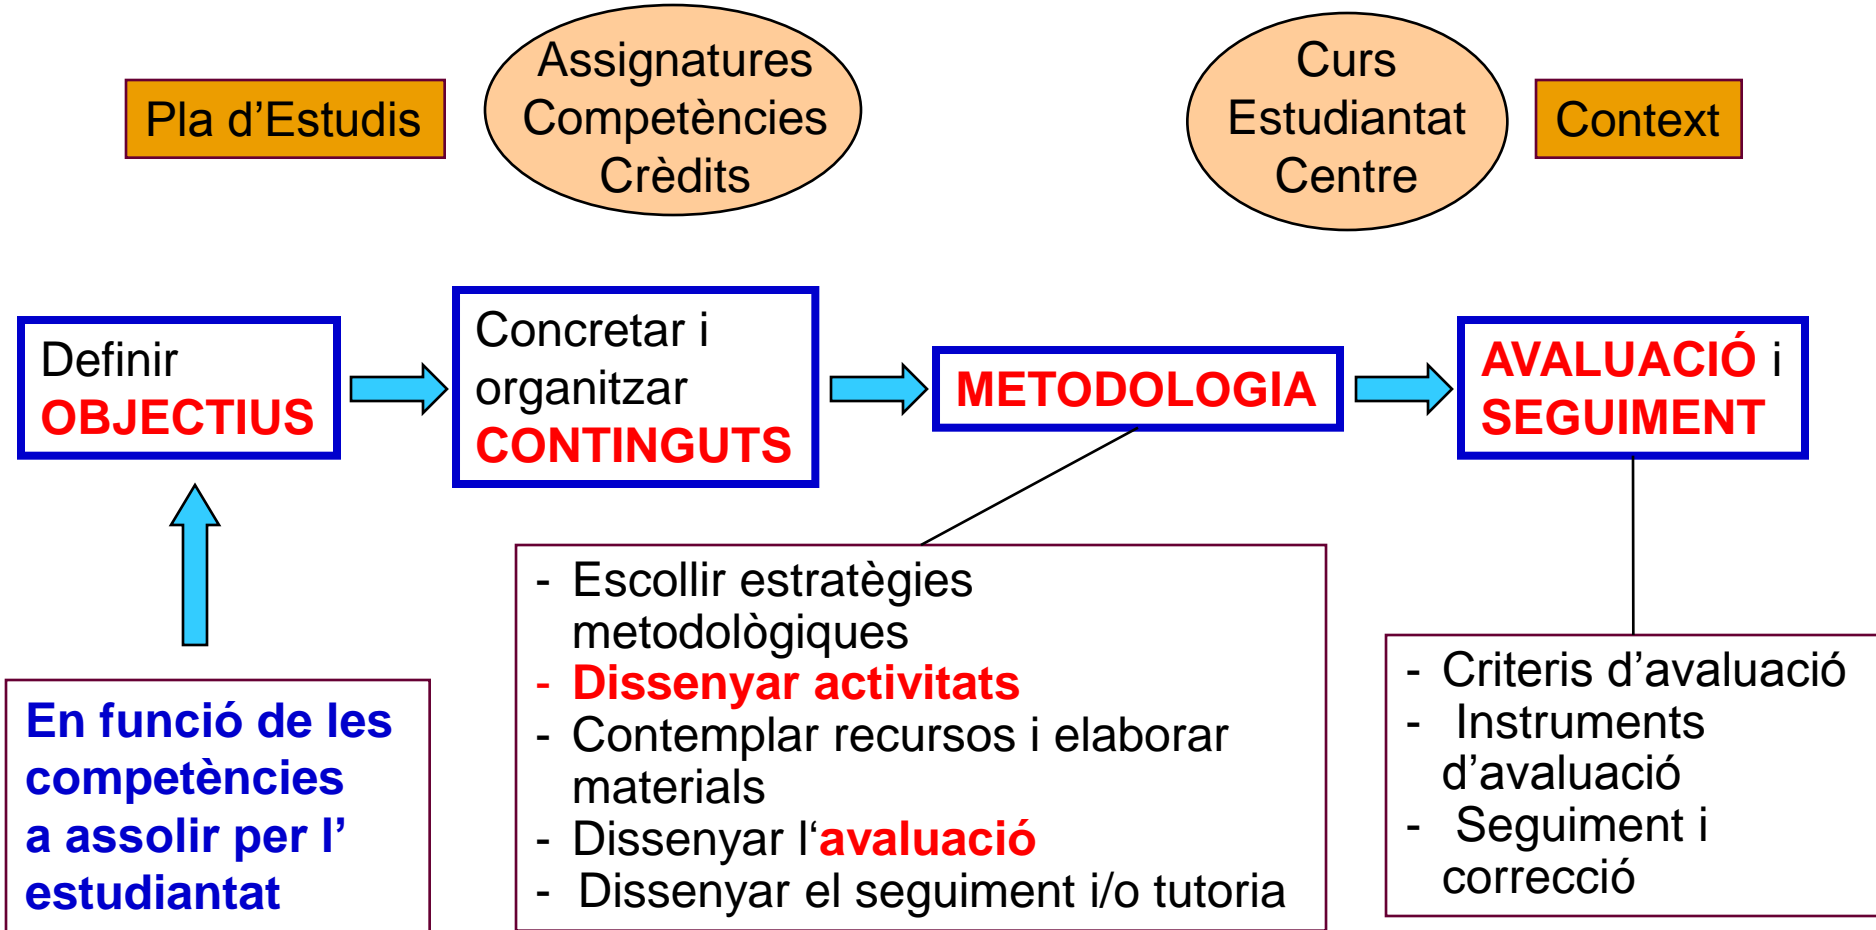 Pla d’Estudis
Assignatures
Competències
Crèdits
Curs
Estudiantat
Centre
Context
Definir
OBJECTIUS
Concretar i
organitzar
CONTINGUTS
METODOLOGIA
AVALUACIÓ i
SEGUIMENT
En funció de les
competències
a assolir per l’
estudiantat
- Escollir estratègies
metodològiques
- Dissenyar activitats
- Contemplar recursos i elaborar
materials
- Dissenyar l‘avaluació
- Dissenyar el seguiment i/o tutoria
- Criteris d’avaluació
- Instruments
d’avaluació
- Seguiment i
correcció